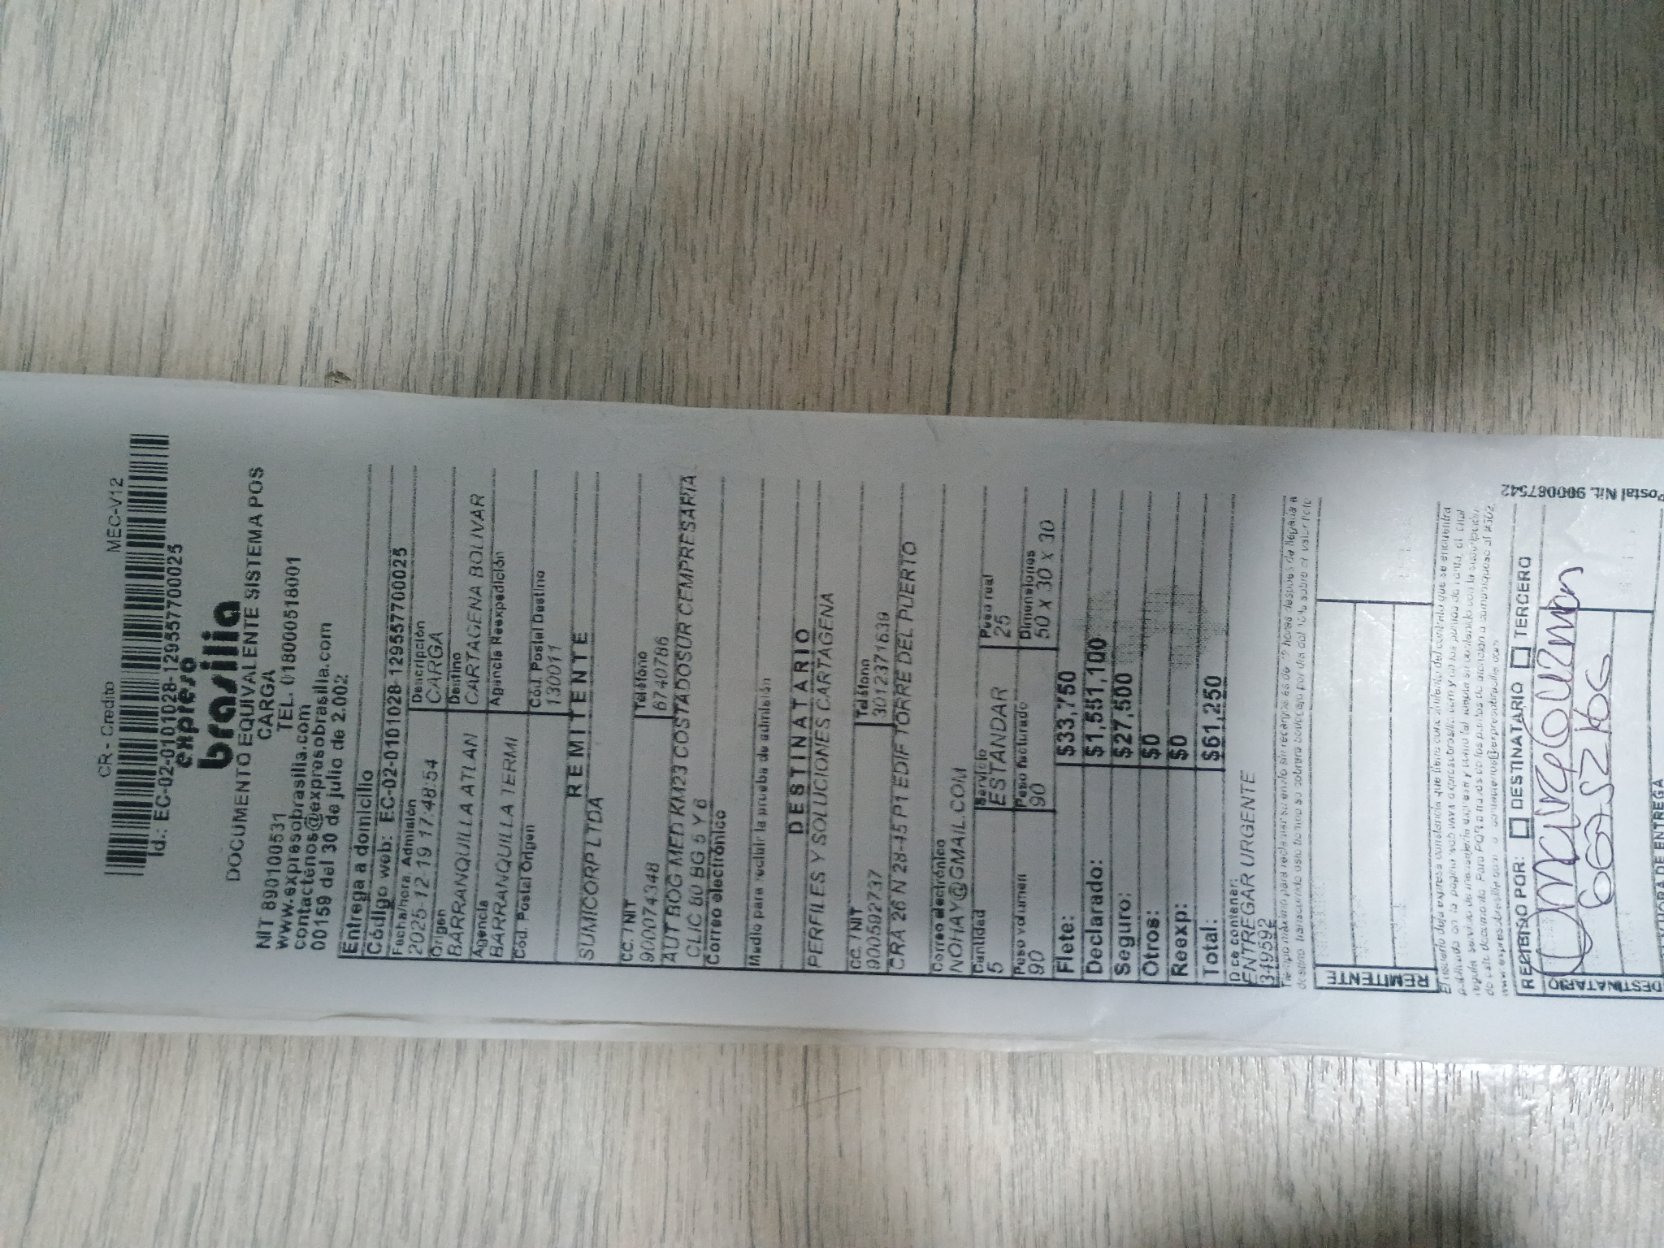 CR - Credito MEC-V12
Id.: EC-02-0101028-129557700025
expreso
brasilia
DOCUMENTO EQUIVALENTE SISTEMA POS
CARGA
NIT 890100531 TEL. 018000518001
www.expresobrasilia.com
contactenos@expresobrasilia.com
00159 del 30 de julio de 2.002
Entrega a domicilio
Código web: EC-02-0101028-129557700025
Fecha/hora Admisión Descripción
2025-12-19 17:48:54 CARGA
Origen Destino
BARRANQUILLA ATLAN CARTAGENA BOLIVAR
Agencia Agencia Reexpedición
BARRANQUILLA TERMI
Cód. Postal Origen Cód. Postal Destino
130011
REMITENTE
SUMICORP LTDA
CC. / NIT Teléfono
900074348 6740786
AUT BOG MED KM23 COSTADOSUR CEMPRESARIA
CLIC 80 BG 5 Y 6
Correo electrónico
Medio para recibir la prueba de admisión
DESTINATARIO
PERFILES Y SOLUCIONES CARTAGENA
CC. / NIT Teléfono
900592737 3012371639
CRA 26 N 28-45 P1 EDIF TORRE DEL PUERTO
Correo electrónico
NOHAY@GMAIL.COM
Cantidad Servicio Peso real
5 ESTANDAR 25
Peso volumen Peso facturado Dimensiones
90 90 50 x 30 x 30
Flete: $33,750
Declarado: $1,551,100
Seguro: $27,500
Otros: $0
Reexp: $0
Total: $61,250
Dice contener:
ENTREGAR URGENTE
349592
REMITENTE
RECIBIDO POR: DESTINATARIO TERCERO
DESTINATARIO
HORA DE ENTREGA
Postal Nit. 900087542